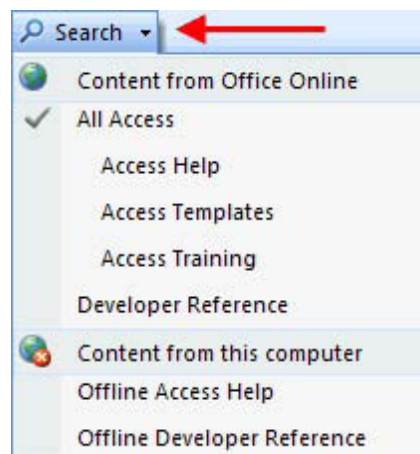 Search
Content from Office Online
All Access
Access Help
Access Templates
Access Training
Developer Reference
Content from this computer
Offline Access Help
Offline Developer Reference